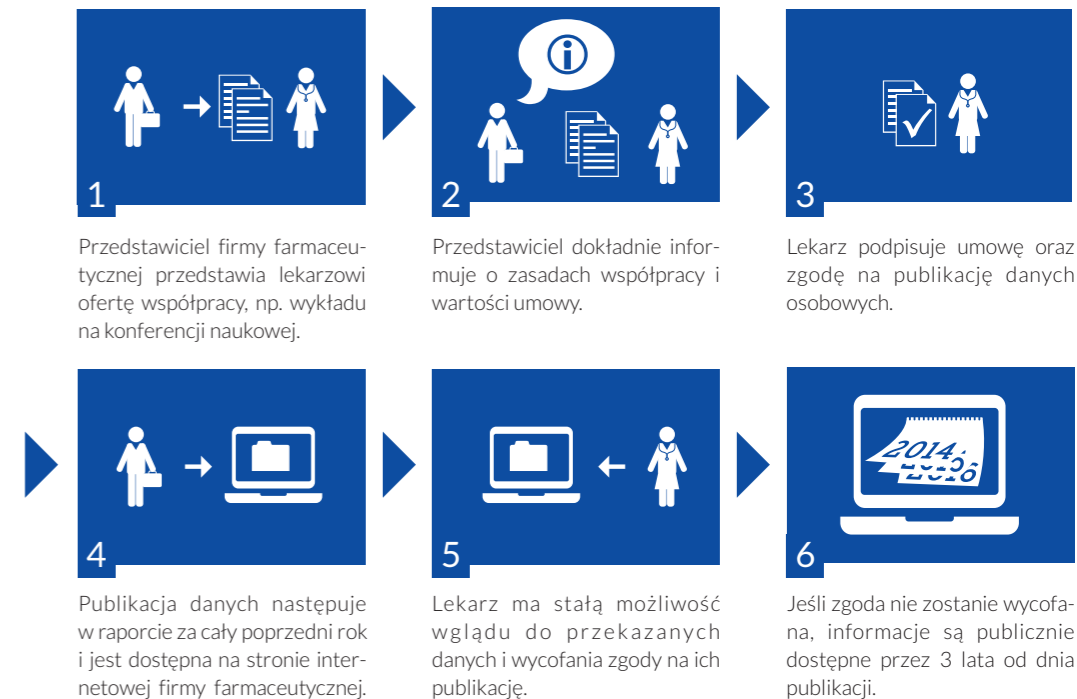 1
Przedstawiciel firmy farmaceu-
tycznej przedstawia lekarzowi
ofertę współpracy, np. wykładu
na konferencji naukowej.
2
Przedstawiciel dokładnie infor-
muje o zasadach współpracy i
wartości umowy.
3
Lekarz podpisuje umowę oraz
zgodę na publikację danych
osobowych.
4
Publikacja danych następuje
w raporcie za cały poprzedni rok
i jest dostępna na stronie inter-
netowej firmy farmaceutycznej.
5
Lekarz ma stałą możliwość
wglądu do przekazanych
danych i wycofania zgody na ich
publikację.
2014
2015
2016
6
Jeśli zgoda nie zostanie wycofa-
na, informacje są publicznie
dostępne przez 3 lata od dnia
publikacji.